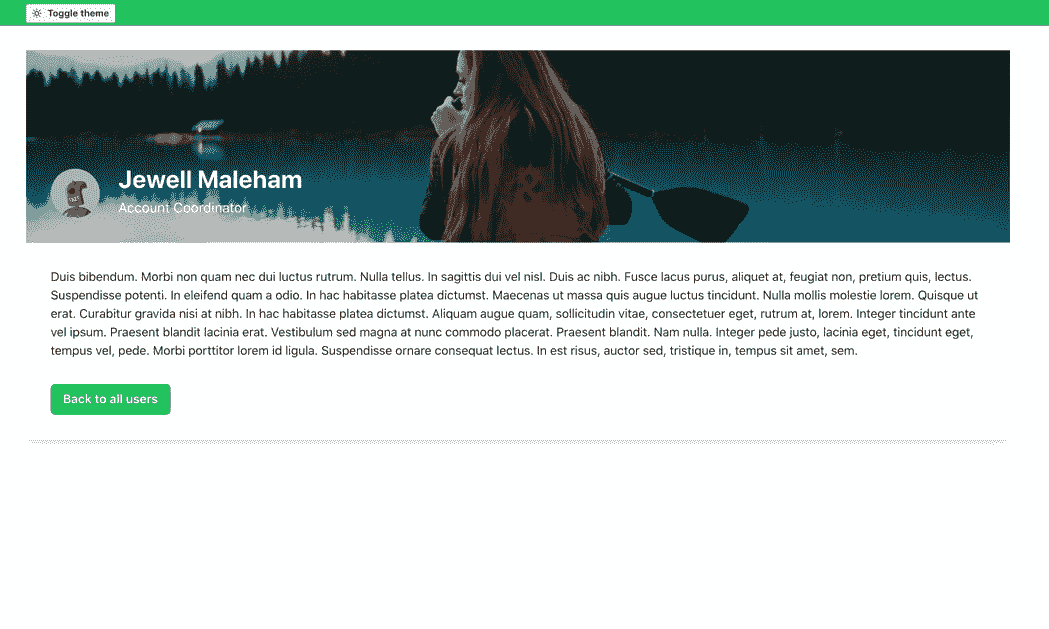 Toggle theme
Jewell Maleham
Account Coordinator
Duis bibendum. Morbi non quam nec dui luctus rutrum. Nulla tellus. In sagittis dui vel nisl. Duis ac nibh. Fusce lacus purus, aliquet at, feugiat non, pretium quis, lectus.
Suspendisse potenti. In eleifend quam a odio. In hac habitasse platea dictumst. Maecenas ut massa quis augue luctus tincidunt. Nulla mollis molestie lorem. Quisque ut
erat. Curabitur gravida nisi at nibh. In hac habitasse platea dictumst. Aliquam augue quam, sollicitudin vitae, consectetuer eget, rutrum at, lorem. Integer tincidunt ante
vel ipsum. Praesent blandit lacinia erat. Vestibulum sed magna at nunc commodo placerat. Praesent blandit. Nam nulla. Integer pede justo, lacinia eget, tincidunt eget,
tempus vel, pede. Morbi porttitor lorem id ligula. Suspendisse ornare consequat lectus. In est risus, auctor sed, tristique in, tempus sit amet, sem.
Back to all users